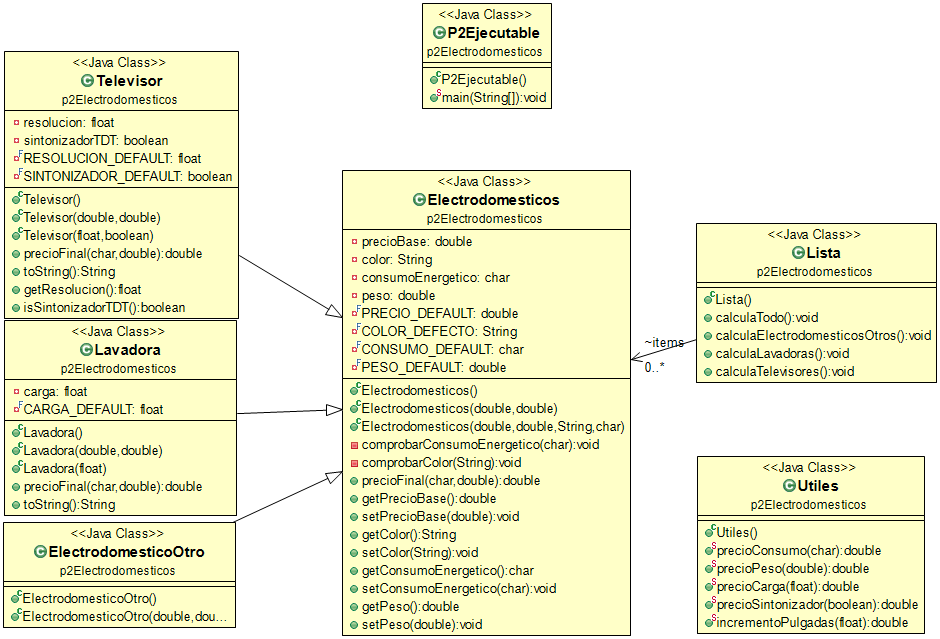 <<Java Class>>
P2Ejecutable
p2Electrodomesticos
P2Ejecutable()
main(String[]):void
<<Java Class>>
Televisor
p2Electrodomesticos
resolucion: float
sintonizadorTDT: boolean
RESOLUCION_DEFAULT: float
SINTONIZADOR_DEFAULT: boolean
Televisor()
Televisor(double,double)
Televisor(float,boolean)
precioFinal(char,double):double
toString():String
getResolucion():float
isSintonizadorTDT():boolean
<<Java Class>>
Lavadora
p2Electrodomesticos
carga: float
CARGA_DEFAULT: float
Lavadora()
Lavadora(double,double)
Lavadora(float)
precioFinal(char,double):double
toString():String
<<Java Class>>
ElectrodomesticoOtro
p2Electrodomesticos
ElectrodomesticoOtro()
ElectrodomesticoOtro(double,dou...
<<Java Class>>
Electrodomesticos
p2Electrodomesticos
precioBase: double
color: String
consumoEnergetico: char
peso: double
PRECIO_DEFAULT: double
COLOR_DEFECTO: String
CONSUMO_DEFAULT: char
PESO_DEFAULT: double
Electrodomesticos()
Electrodomesticos(double,double)
Electrodomesticos(double,double,String,char)
comprobarConsumoEnergetico(char):void
comprobarColor(String):void
precioFinal(char,double):double
getPrecioBase():double
setPrecioBase(double):void
getColor():String
setColor(String):void
getConsumoEnergetico():char
setConsumoEnergetico(char):void
getPeso():double
setPeso(double):void
~items
0..*
<<Java Class>>
Lista
p2Electrodomesticos
Lista()
calculaTodo():void
calculaElectrodomesticosOtros():void
calculaLavadoras():void
calculaTelevisores():void
<<Java Class>>
Utiles
p2Electrodomesticos
Utiles()
precioConsumo(char):double
precioPeso(double):double
precioCarga(float):double
precioSintonizador(boolean):double
incrementoPulgadas(float):double